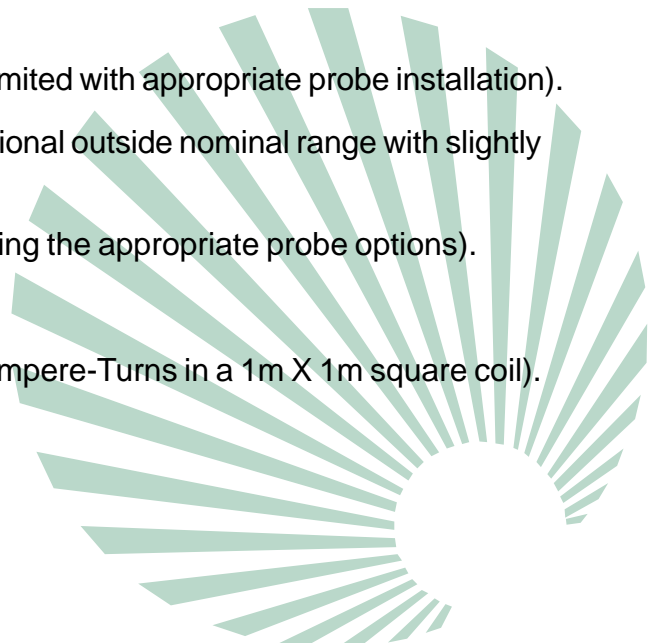 mited with appropriate probe installation).
ional outside nominal range with slightly
ing the appropriate probe options).
mpere-Turns in a 1m X 1m square coil).